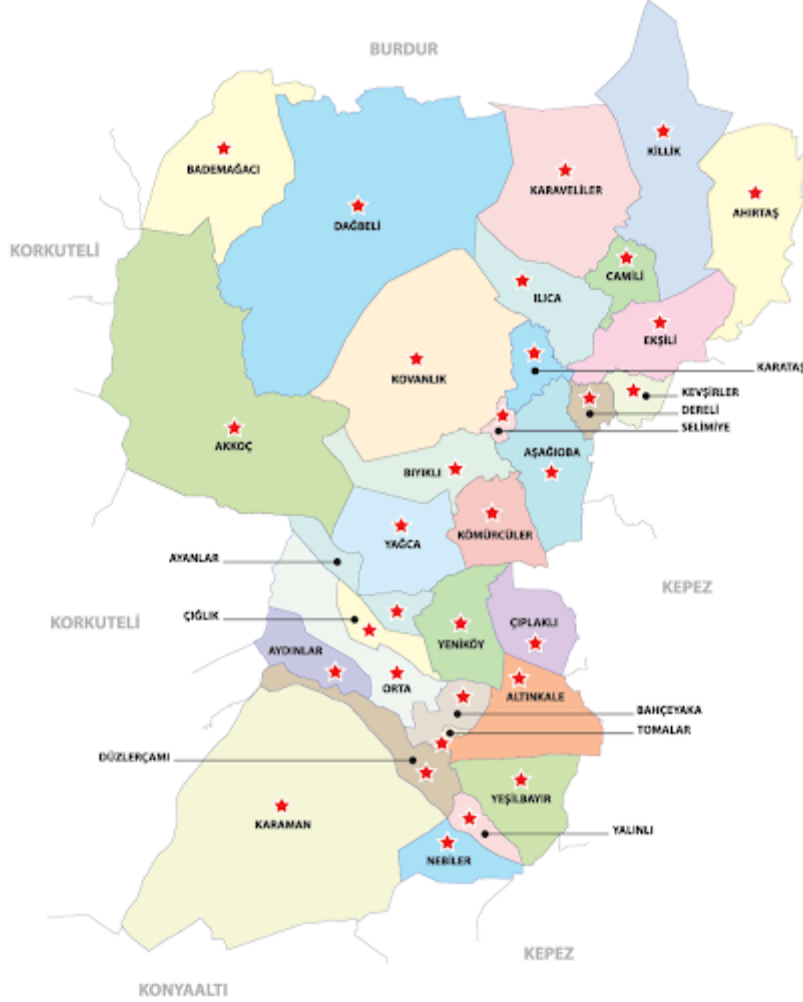 BURDUR
KİLLİK
BADEMAĞACI
KARAVELİLER
AHIRTAŞ
DAĞBELİ
KORKUTELİ
CAMİLİ
ILICA
EKŞİLİ
KARATAŞ
KOVANLIK
KEVŞİRLER
DERELİ
SELİMİYE
AKKOÇ
AŞAĞIOBA
BIYIKLI
KÖMÜRCÜLER
YAĞCA
AYANLAR
KEPEZ
ÇIĞLIK
KORKUTELİ
ÇIPLAKLI
YENİKÖY
AYDINLAR
ORTA
ALTINKALE
BAHÇEYAKA
TOMALAR
DÜZLERÇAMI
YEŞİLBAYIR
KARAMAN
YALINLI
NEBİLER
KEPEZ
KONYAALTI